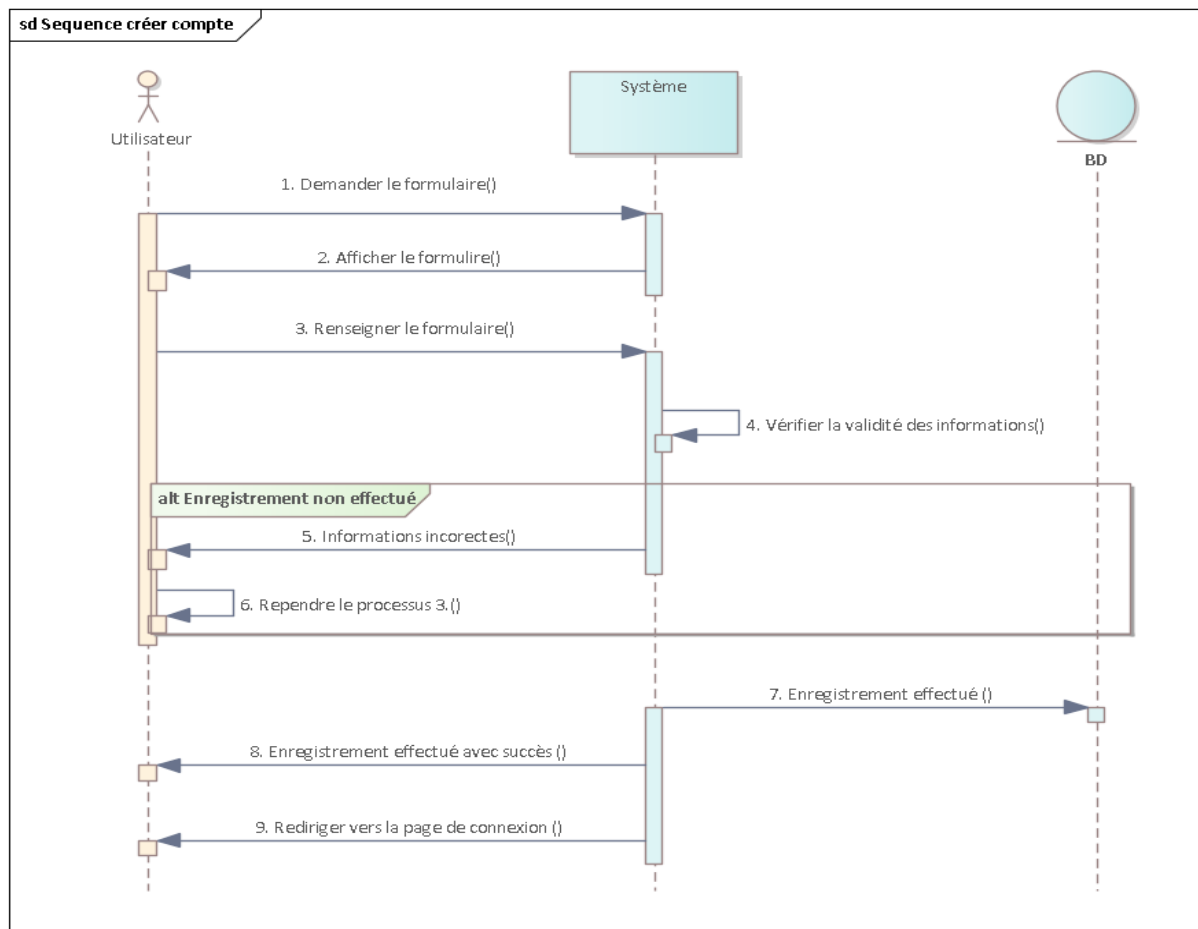 sd Sequence créer compte
Utilisateur
Système
BD
1. Demander le formulaire()
2. Afficher le formulire()
3. Renseigner le formulaire()
4. Vérifier la validité des informations()
alt Enregistrement non effectué
5. Informations incorectes()
6. Rependre le processus 3.()
7. Enregistrement effectué ()
8. Enregistrement effectué avec succès ()
9. Rediriger vers la page de connexion ()